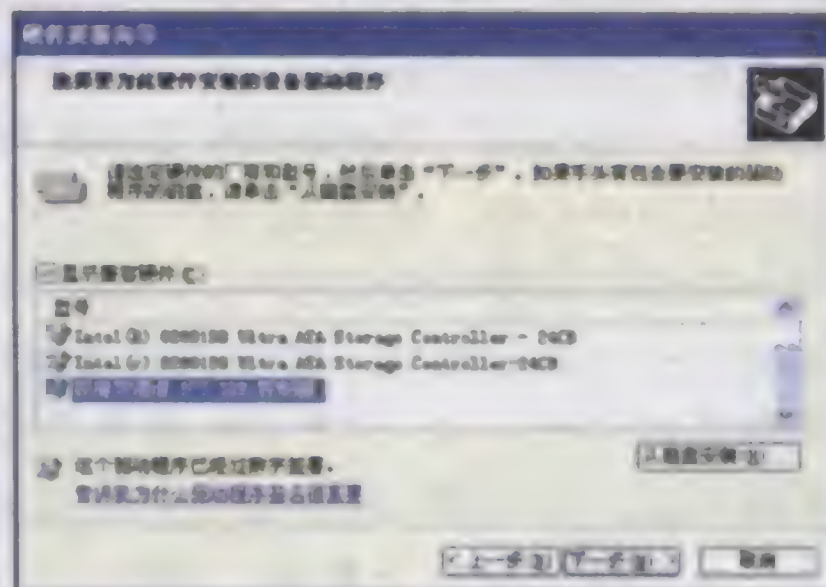 硬件更新向导
选择要为此硬件安装的设备驱动程序
请选定硬件的厂商和型号，然后单击“下一步”。如果手头有包含要安装的驱动
程序的磁盘，请单击“从磁盘安装”。
显示兼容硬件(C)
型号
Intel(R) 82801DB Ultra ATA Storage Controller - 24CB
Intel(r) 82801DB Ultra ATA Storage Controller-24CB
这个驱动程序已经过数字签署。
告诉我为什么驱动程序签名很重要
从磁盘安装(H)
< 上一步(B)
下一步(N) >
取消